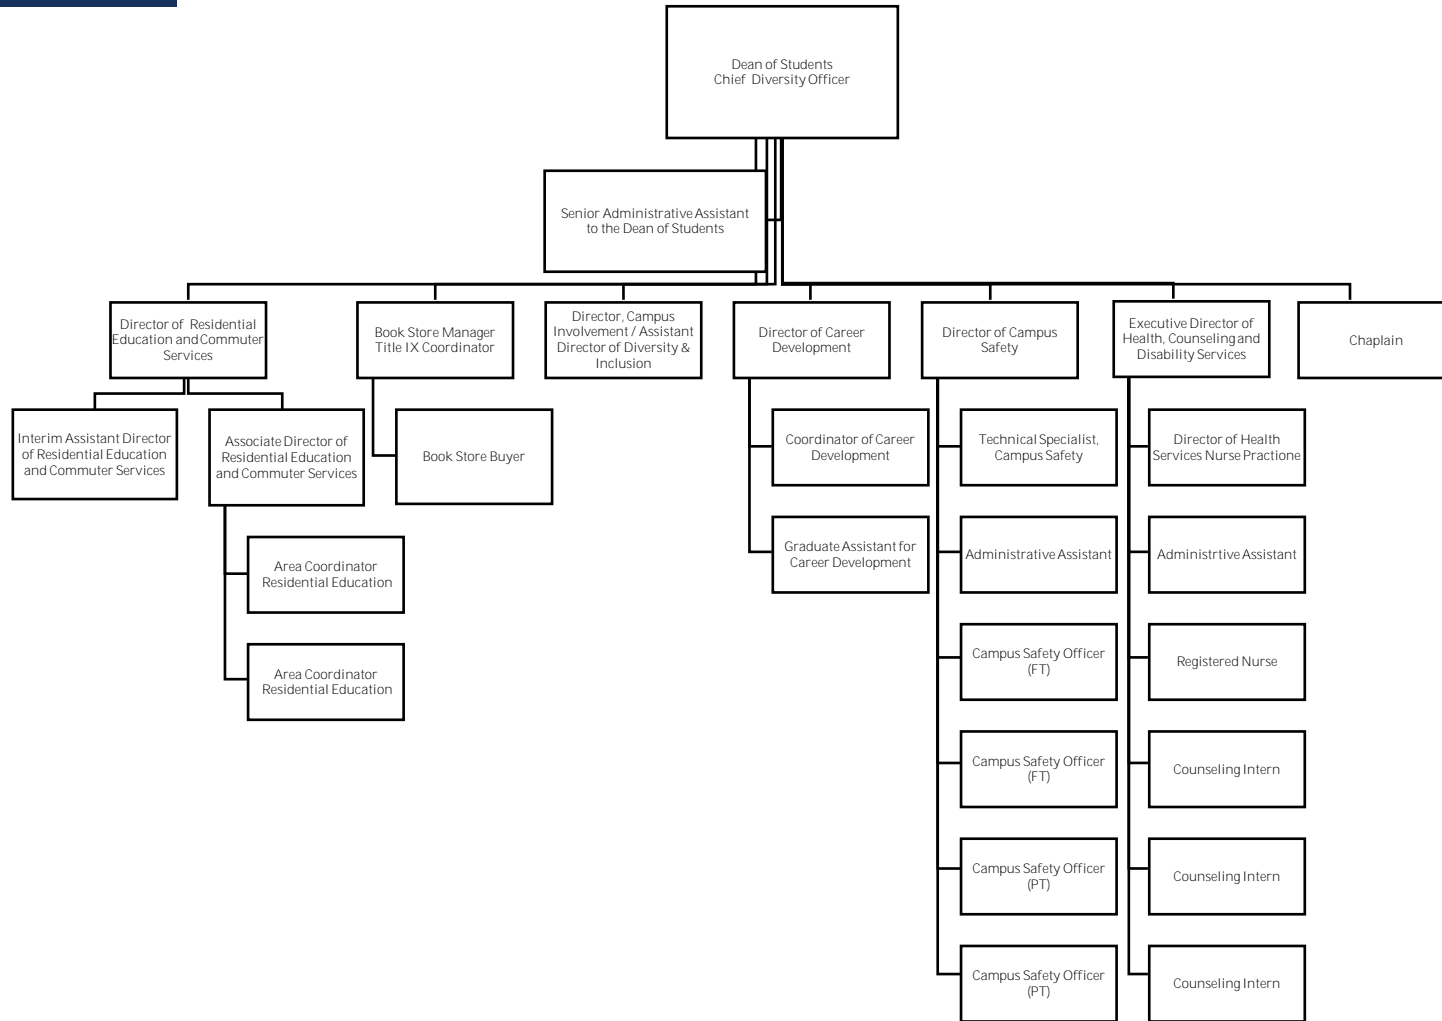 Dean of Students
Chief Diversity Officer
Senior Administrative Assistant
to the Dean of Students
Director of Residential
Education and Commuter
Services
Book Store Manager
Title IX Coordinator
Director, Campus
Involvement / Assistant
Director of Diversity &
Inclusion
Director of Career
Development
Director of Campus
Safety
Executive Director of
Health, Counseling and
Disability Services
Chaplain
Interim Assistant Director
of Residential Education
and Commuter Services
Associate Director of
Residential Education
and Commuter Services
Book Store Buyer
Coordinator of Career
Development
Technical Specialist,
Campus Safety
Director of Health
Services Nurse Practione
Graduate Assistant for
Career Development
Administrative Assistant
Administrtive Assistant
Area Coordinator
Residential Education
Campus Safety Officer
(FT)
Registered Nurse
Area Coordinator
Residential Education
Campus Safety Officer
(FT)
Counseling Intern
Campus Safety Officer
(PT)
Counseling Intern
Campus Safety Officer
(PT)
Counseling Intern